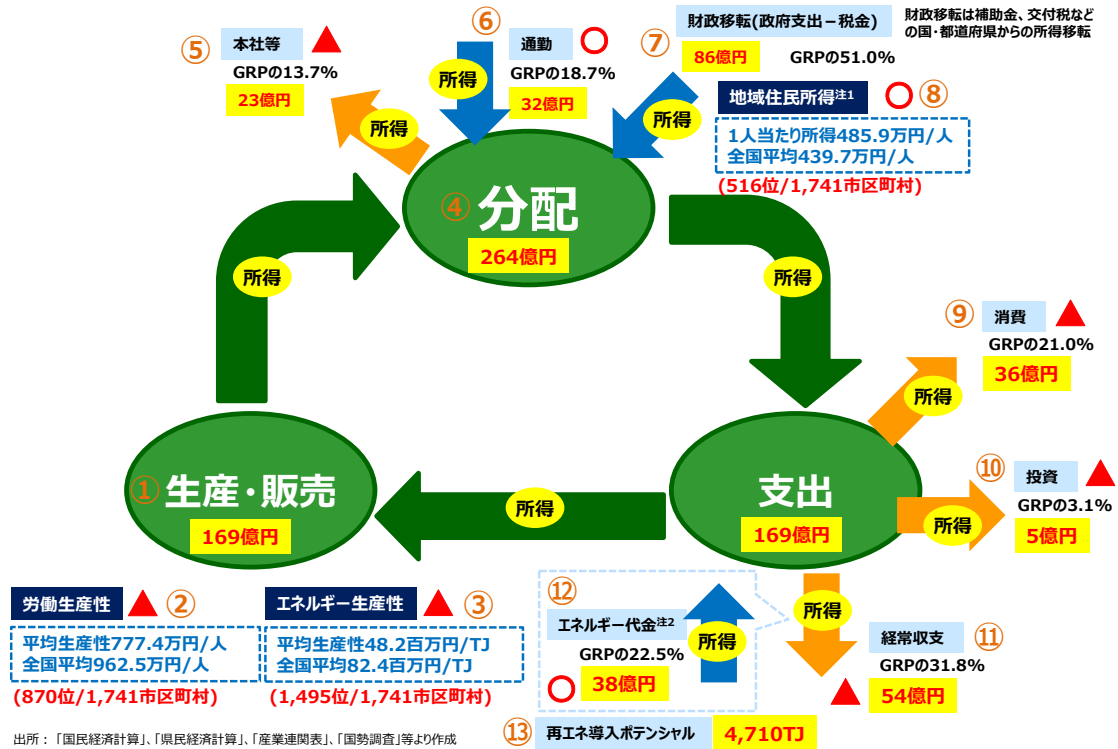 ⑤
本社等
▲
GRPの13.7%
23億円
所得
⑥
通勤
○
GRPの18.7%
32億円
所得
⑦
財政移転(政府支出－税金)
86億円 GRPの51.0%
財政移転は補助金、交付税など
の国・都道府県からの所得移転
所得
地域住民所得注1
○
⑧
1人当たり所得485.9万円/人
全国平均439.7万円/人
(516位/1,741市区町村)
④
分配
264億円
所得
所得
⑨
消費
▲
GRPの21.0%
36億円
所得
①
生産・販売
169億円
所得
支出
169億円
⑩
投資
▲
GRPの3.1%
5億円
所得
労働生産性
▲
②
平均生産性777.4万円/人
全国平均962.5万円/人
(870位/1,741市区町村)
エネルギー生産性
▲
③
平均生産性48.2百万円/TJ
全国平均82.4百万円/TJ
(1,495位/1,741市区町村)
⑫
エネルギー代金注2
GRPの22.5%
○
38億円
所得
所得
経常収支
⑪
GRPの31.8%
▲
54億円
⑬
再エネ導入ポテンシャル
4,710TJ
出所：「国民経済計算」、「県民経済計算」、「産業連関表」、「国勢調査」等より作成